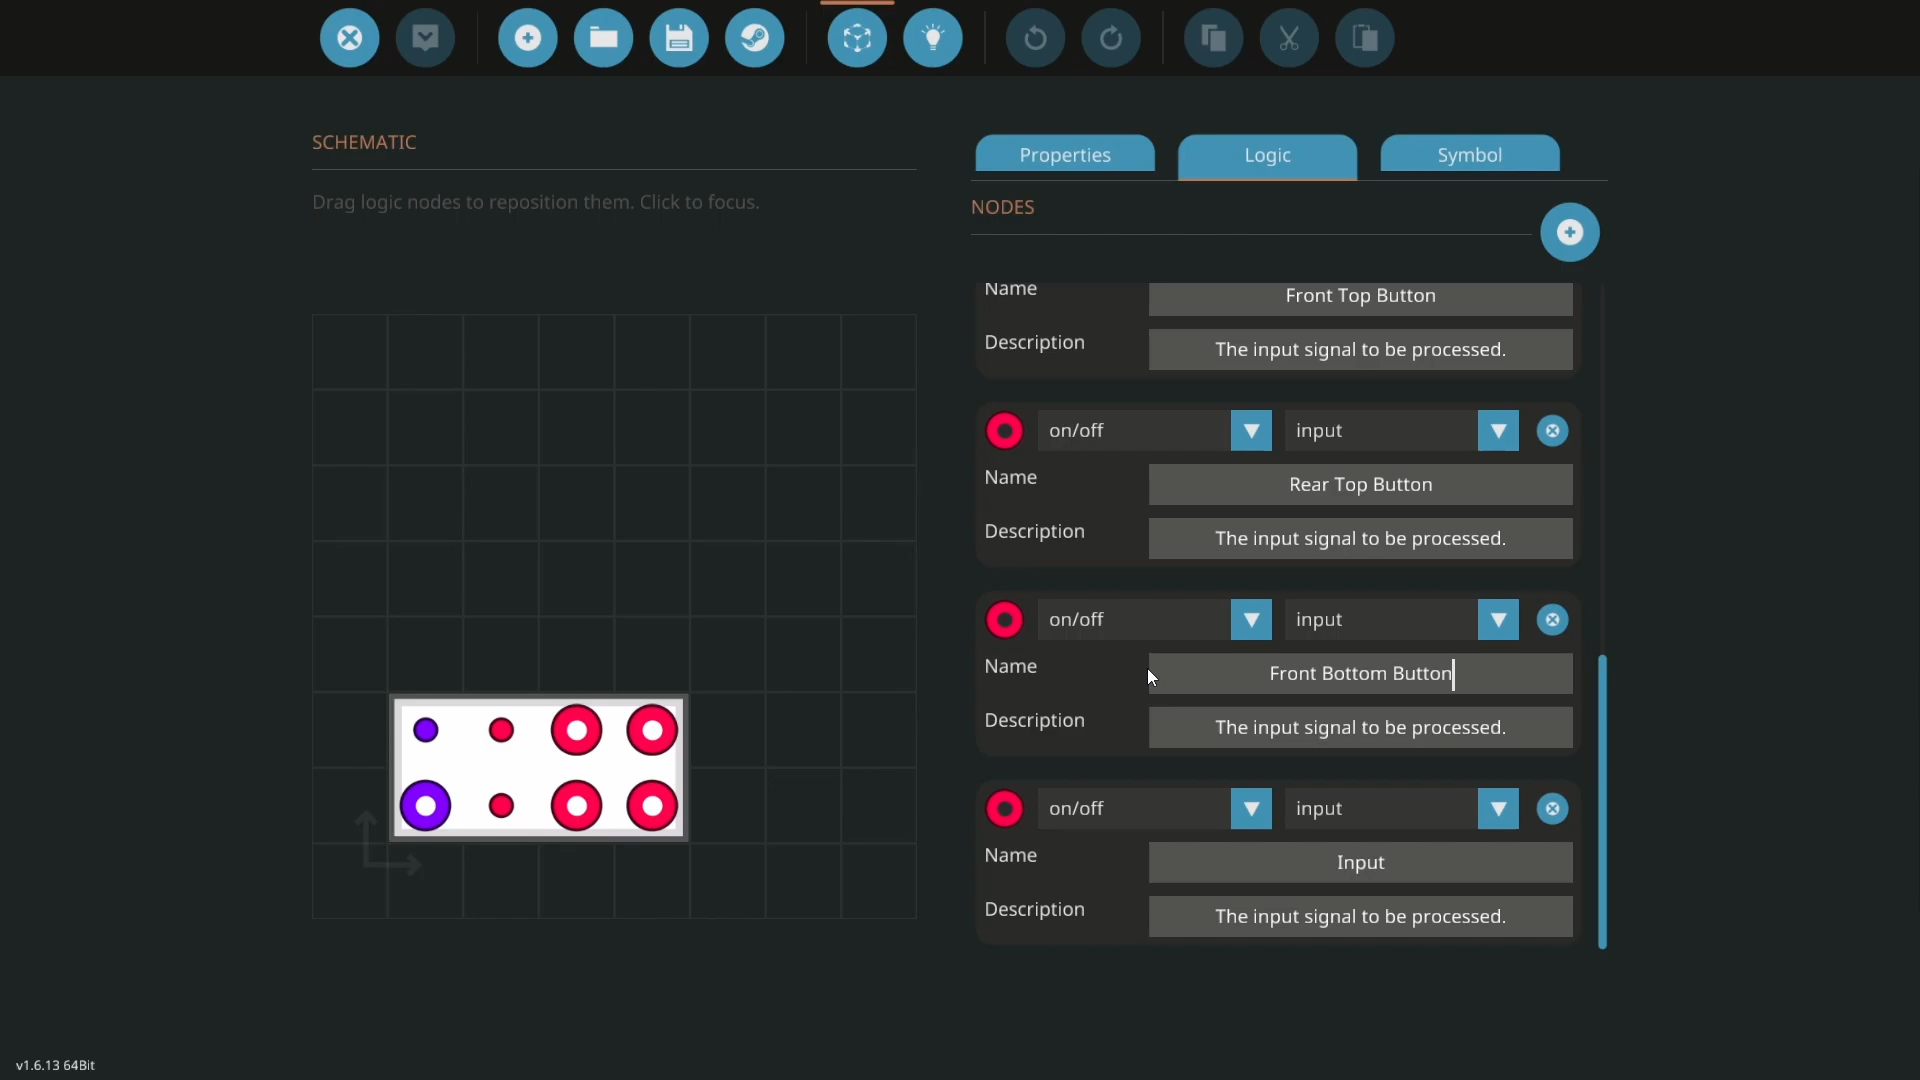 SCHEMATIC
Drag logic nodes to reposition them. Click to focus.
Properties
Logic
Symbol
NODES
Name
Front Top Button
Description
The input signal to be processed.
on/off
input
Name
Rear Top Button
Description
The input signal to be processed.
on/off
input
Name
Front Bottom Button
Description
The input signal to be processed.
on/off
input
Name
Input
Description
The input signal to be processed.
v1.6.13 64Bit